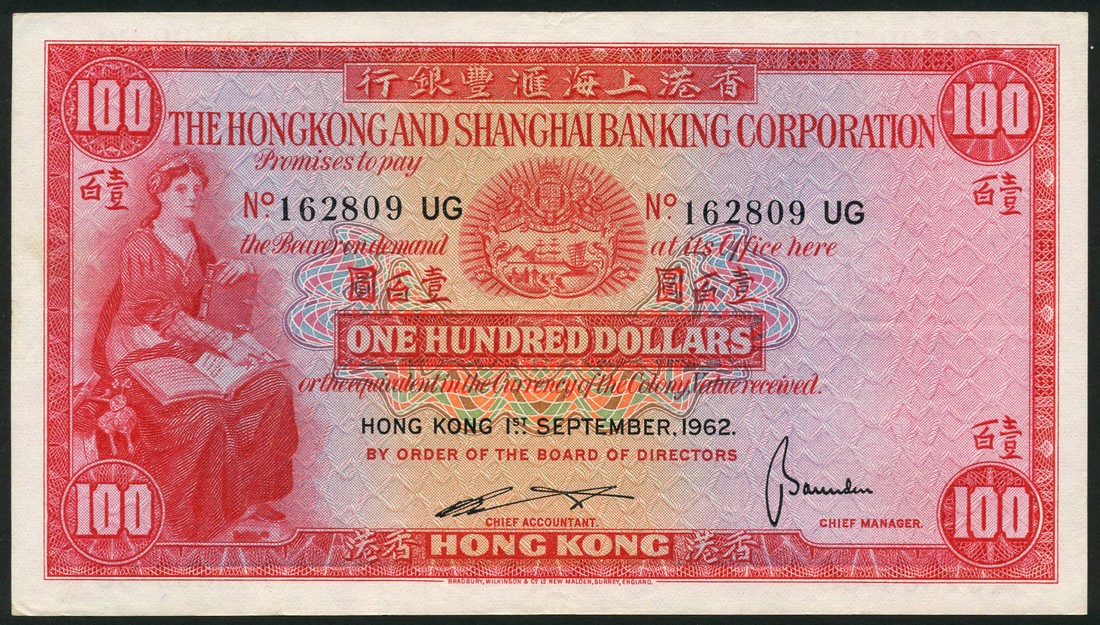 行銀豐滙海上港香
100 100
THE HONGKONG AND SHANGHAI BANKING CORPORATION
Promises to pay
百壹 百壹
Nº 162809 UG Nº 162809 UG
the Bearer on demand at its Office here
圓百壹 圓百壹
ONE HUNDRED DOLLARS
or the equivalent in the Currency of the Colony, Value received.
HONG KONG 1ST SEPTEMBER, 1962.
百壹
BY ORDER OF THE BOARD OF DIRECTORS
Saunders
100 100
CHIEF ACCOUNTANT. CHIEF MANAGER.
港香 HONG KONG 港香
BRADBURY, WILKINSON & Cº Lᴰ NEW MALDEN, SURREY, ENGLAND.